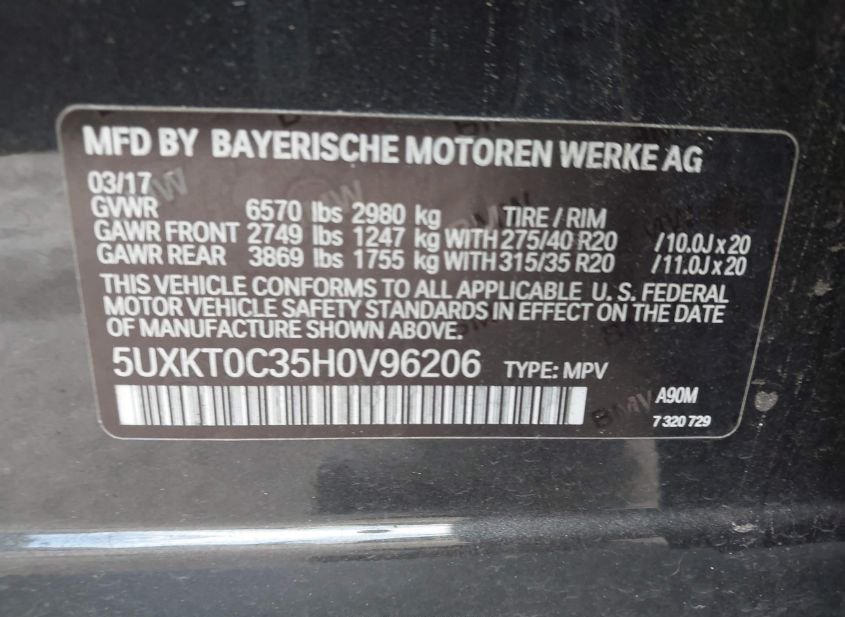 MFD BY BAYERISCHE MOTOREN WERKE AG
03/17
GVWR 6570 lbs 2980 kg TIRE / RIM
GAWR FRONT 2749 lbs 1247 kg WITH 275/40 R20 /10.0J x 20
GAWR REAR 3869 lbs 1755 kg WITH 315/35 R20 /11.0J x 20
THIS VEHICLE CONFORMS TO ALL APPLICABLE U. S. FEDERAL
MOTOR VEHICLE SAFETY STANDARDS IN EFFECT ON THE DATE
OF MANUFACTURE SHOWN ABOVE.
5UXKT0C35H0V96206 TYPE: MPV
A90M
7 320 729
BMW
BMW
BMW